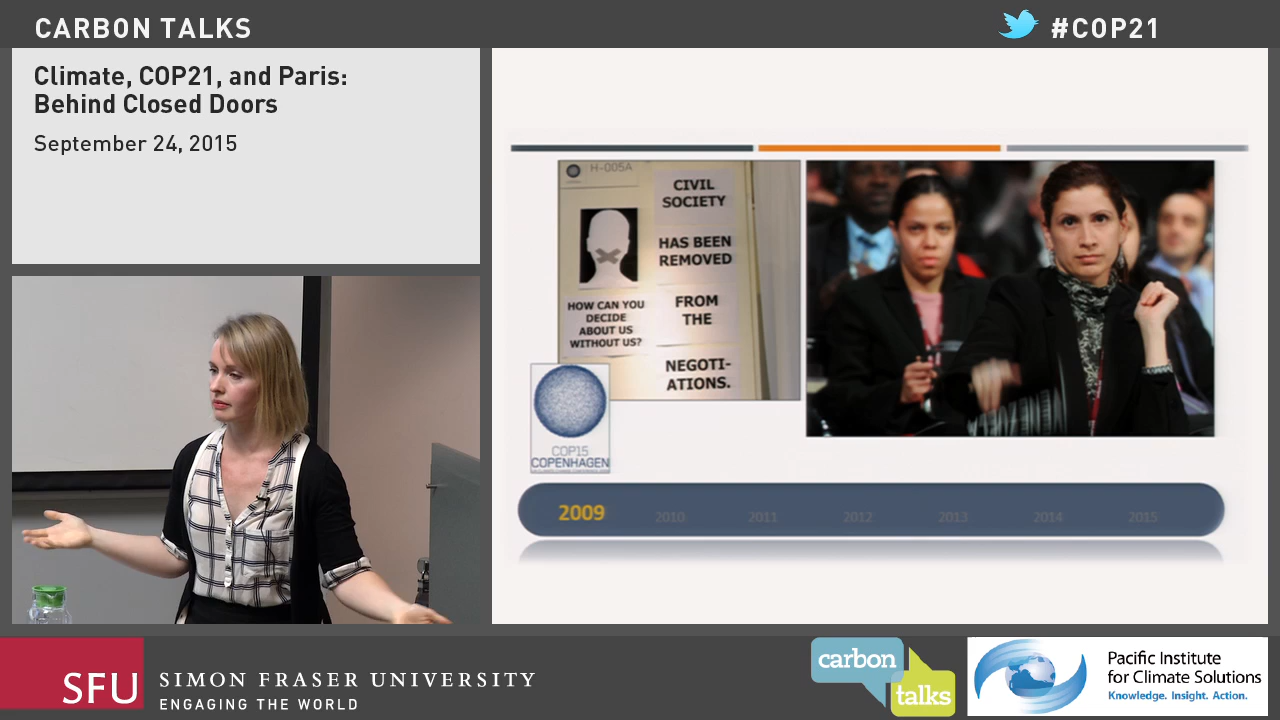 CARBON TALKS
#COP21
Climate, COP21, and Paris:
Behind Closed Doors
September 24, 2015
H-005A
CIVIL
SOCIETY
HAS BEEN
REMOVED
FROM
THE
NEGOTI-
ATIONS.
HOW CAN YOU
DECIDE
ABOUT US
WITHOUT US?
COP15
COPENHAGEN
2009
2010
2011
2012
2013
2014
2015
SFU
SIMON FRASER UNIVERSITY
ENGAGING THE WORLD
carbon
talks
Pacific Institute
for Climate Solutions
Knowledge. Insight. Action.